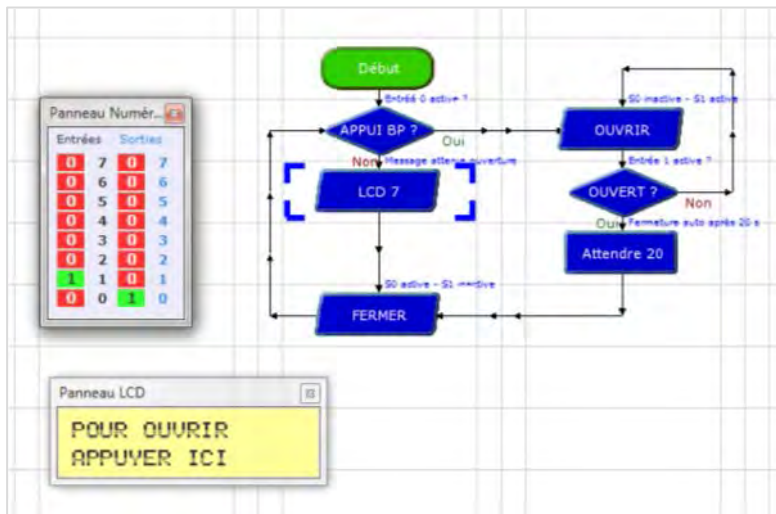 Début
Entrée 0 active ?
APPUI BP ?
Oui
Non
Message attente ouverture
LCD 7
S0 active - S1 inactive
FERMER
S0 inactive - S1 active
OUVRIR
Entrée 1 active ?
OUVERT ?
Non
Oui
Fermeture auto après 20 s
Attendre 20
Panneau Numér...
Entrées Sorties
0 7 0 7
0 6 0 6
0 5 0 5
0 4 0 4
0 3 0 3
0 2 0 2
1 1 0 1
0 0 1 0
Panneau LCD
POUR OUVRIR
APPUYER ICI